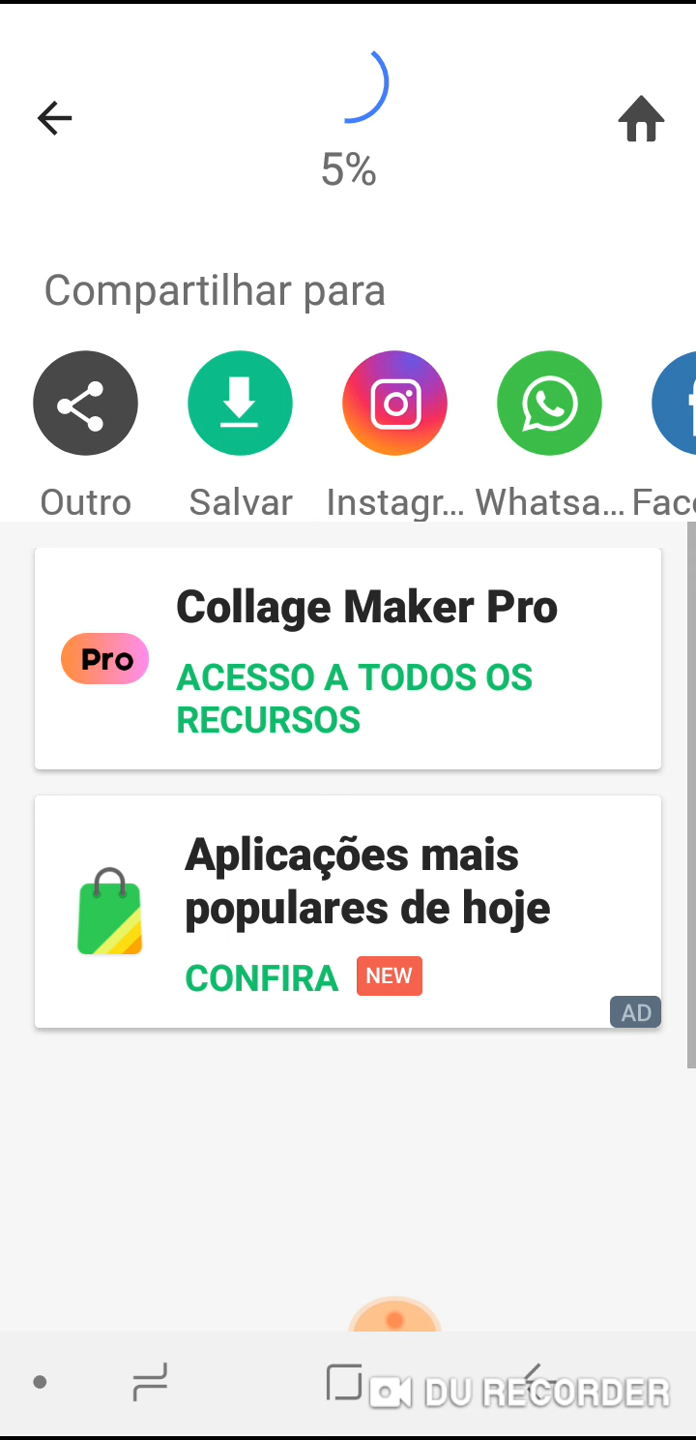 5%
Compartilhar para
Outro
Salvar
Instagr...
Whatsa...
Pro
Collage Maker Pro
ACESSO A TODOS OS
RECURSOS
Aplicações mais
populares de hoje
CONFIRA
NEW
AD
DU RECORDER